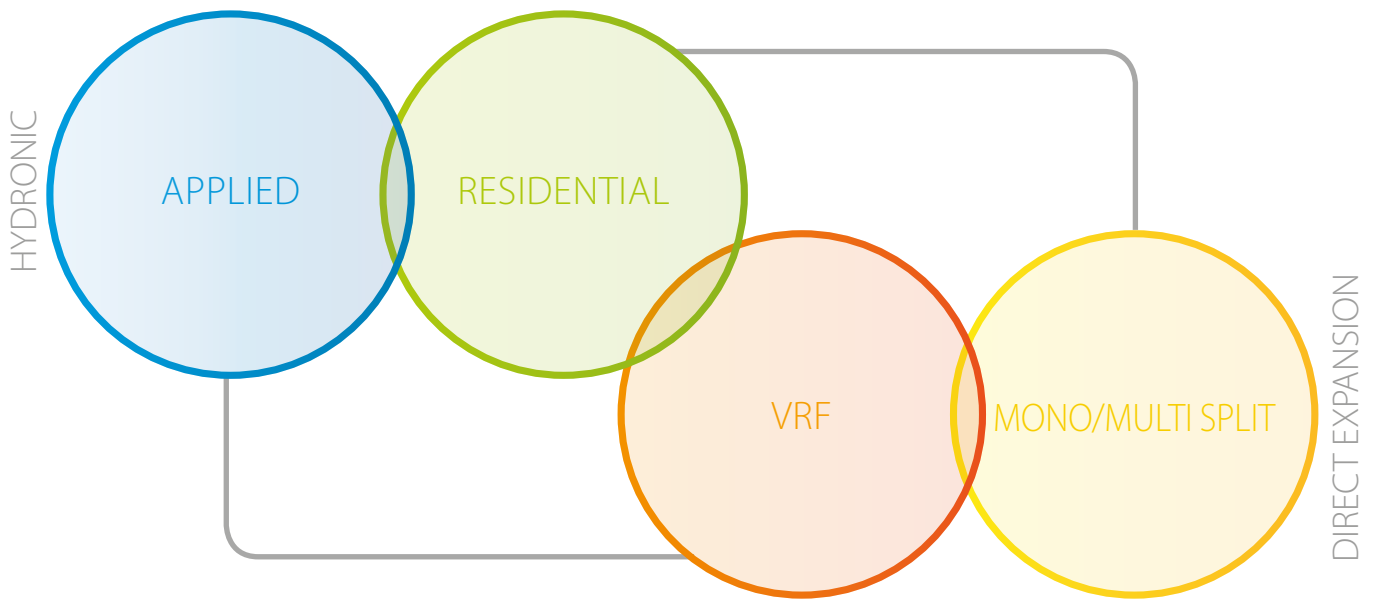 HYDRONIC
APPLIED
RESIDENTIAL
VRF
MONO/MULTI SPLIT
DIRECT EXPANSION